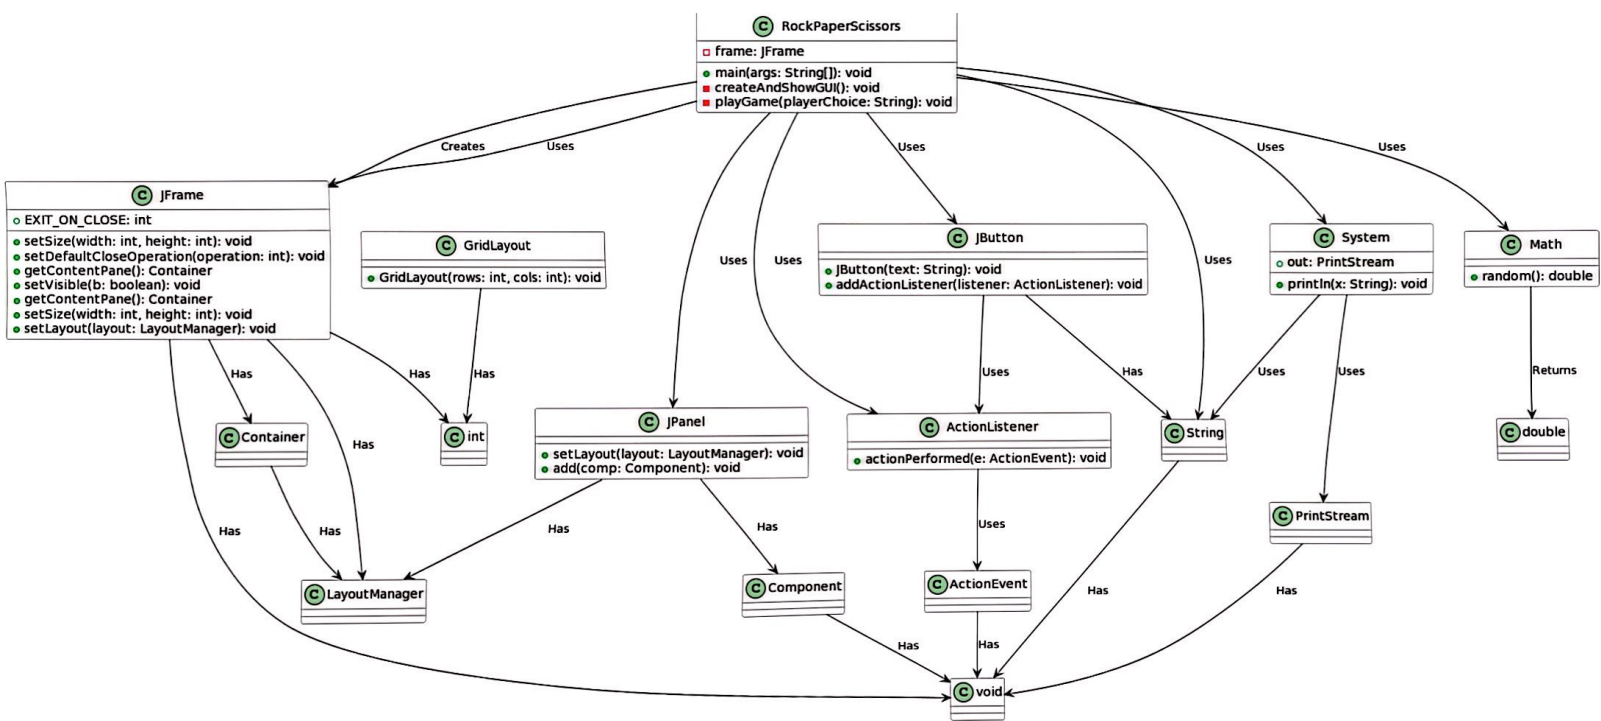 C RockPaperScissors
frame: JFrame
main(args: String[]): void
createAndShowGUI(): void
playGame(playerChoice: String): void
Creates
Uses
Uses
Uses
Uses
C JFrame
EXIT_ON_CLOSE: int
setSize(width: int, height: int): void
setDefaultCloseOperation(operation: int): void
getContentPane(): Container
setVisible(b: boolean): void
getContentPane(): Container
setSize(width: int, height: int): void
setLayout(layout: LayoutManager): void
C GridLayout
GridLayout(rows: int, cols: int): void
Uses
Uses
C JButton
JButton(text: String): void
addActionListener(listener: ActionListener): void
Uses
C System
out: PrintStream
println(x: String): void
C Math
random(): double
Has
Has
Has
Uses
Has
Uses
Uses
Returns
C Container
Has
C int
C JPanel
setLayout(layout: LayoutManager): void
add(comp: Component): void
C ActionListener
actionPerformed(e: ActionEvent): void
C String
C double
Has
Has
Has
Has
Uses
C PrintStream
C LayoutManager
C Component
C ActionEvent
Has
Has
Has
Has
C void